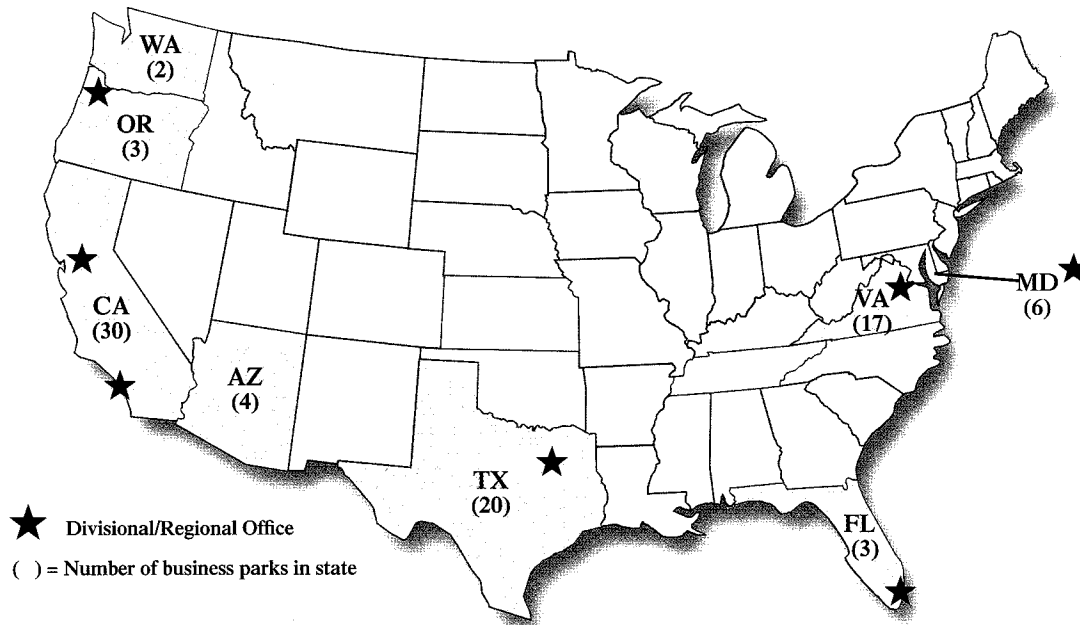 WA
(2)
OR
(3)
CA
(30)
AZ
(4)
TX
(20)
VA
(17)
MD
(6)
FL
(3)
Divisional/Regional Office
( ) = Number of business parks in state